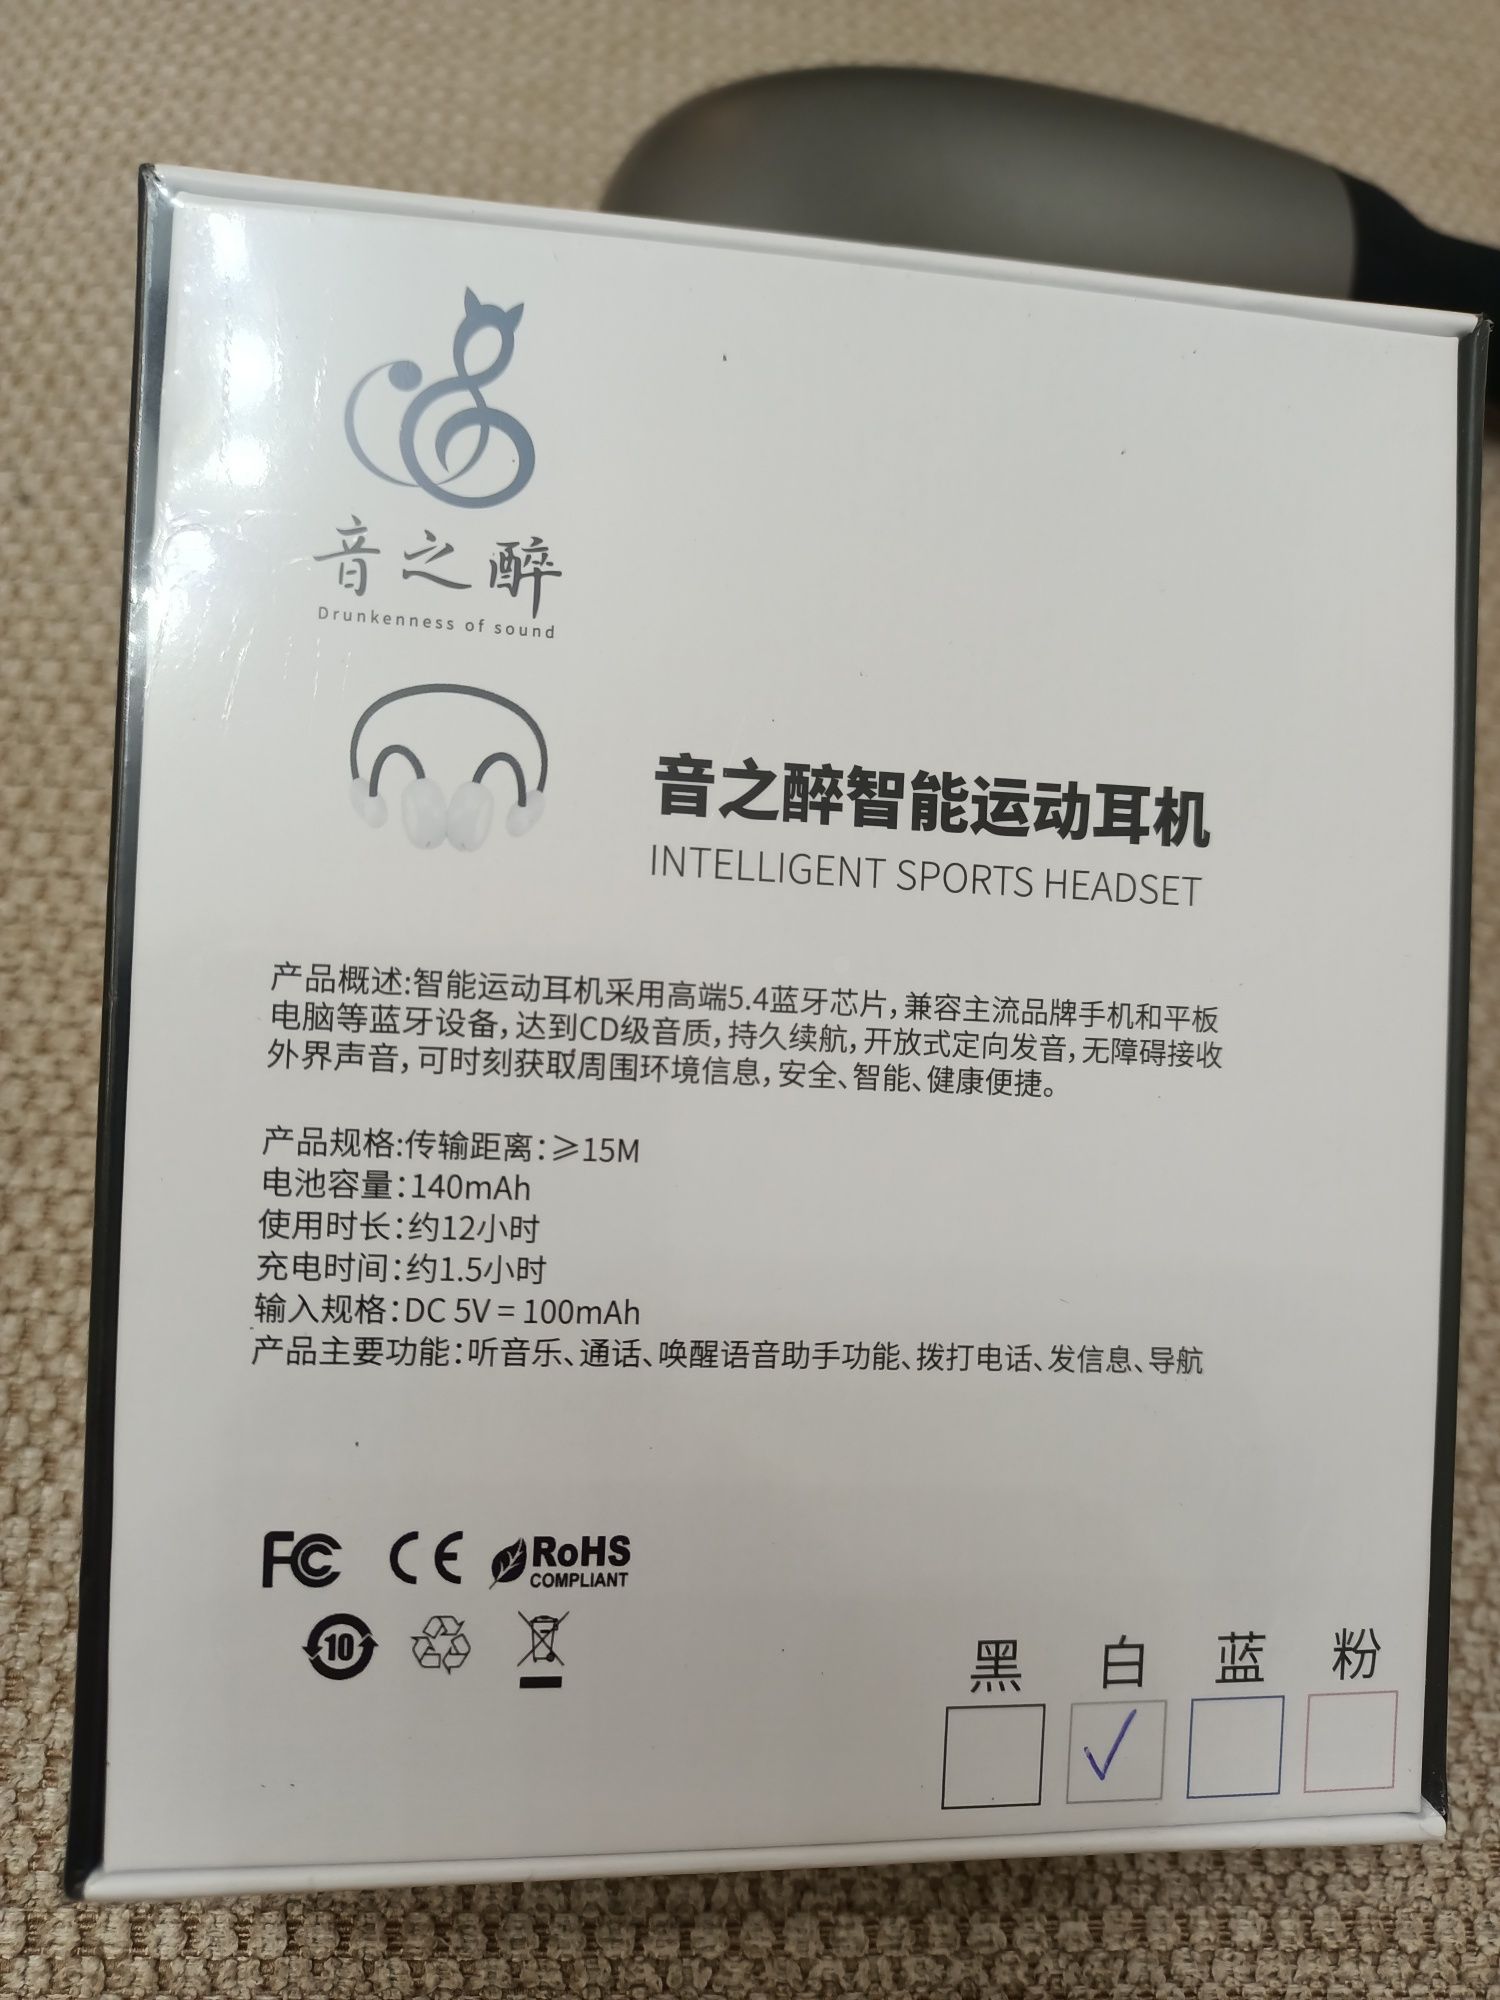 音之醉
Drunkenness of sound
音之醉智能运动耳机
INTELLIGENT SPORTS HEADSET
产品概述:智能运动耳机采用高端5.4蓝牙芯片,兼容主流品牌手机和平板
电脑等蓝牙设备,达到CD级音质,持久续航,开放式定向发音,无障碍接收
外界声音,可时刻获取周围环境信息,安全、智能、健康便捷。
产品规格:传输距离:≥15M
电池容量:140mAh
使用时长:约12小时
充电时间:约1.5小时
输入规格:DC 5V = 100mAh
产品主要功能:听音乐、通话、唤醒语音助手功能、拨打电话、发信息、导航
FC CE RoHS
COMPLIANT
10
黑 白 蓝 粉